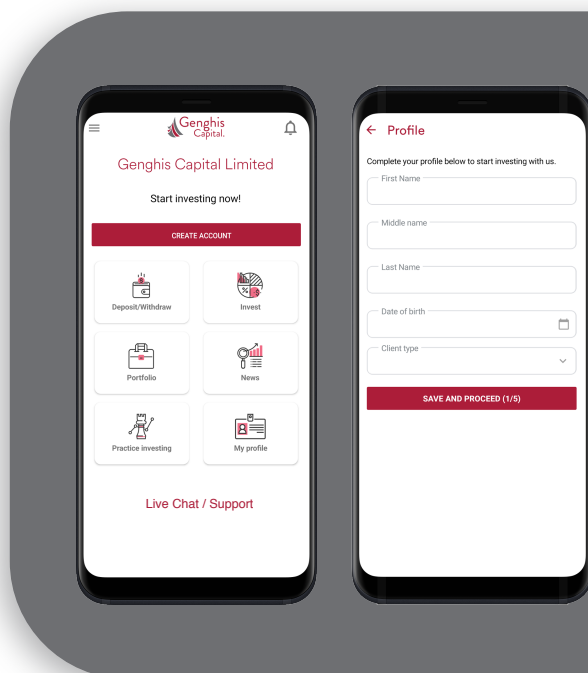 Genghis
Capital.
Genghis Capital Limited
Start investing now!
CREATE ACCOUNT
Deposit/Withdraw
Invest
Portfolio
News
Practice investing
My profile
Live Chat / Support
Profile
Complete your profile below to start investing with us.
First Name
Middle name
Last Name
Date of birth
Client type
SAVE AND PROCEED (1/5)